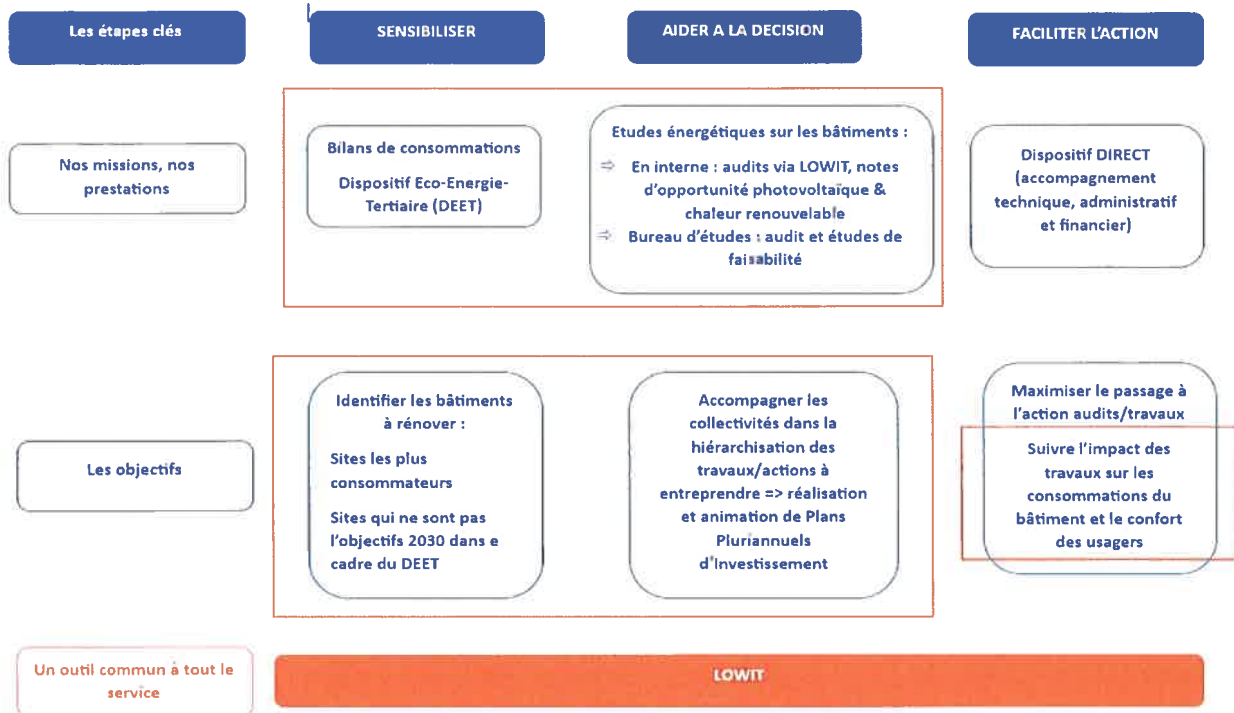 Les étapes clés
SENSIBILISER
AIDER A LA DECISION
FACILITER L'ACTION
Nos missions, nos
prestations
Bilans de consommations
Dispositif Eco-Energie-
Tertiaire (DEET)
Etudes énergétiques sur les bâtiments :
⇨ En interne : audits via LOWIT, notes
d'opportunité photovoltaïque &
chaleur renouvelable
⇨ Bureau d'études : audit et études de
faisabilité
Dispositif DIRECT
(accompagnement
technique, administratif
et financier)
Les objectifs
Identifier les bâtiments
à rénover :
Sites les plus
consommateurs
Sites qui ne sont pas
l'objectifs 2030 dans e
cadre du DEET
Accompagner les
collectivités dans la
hiérarchisation des
travaux/actions à
entreprendre => réalisation
et animation de Plans
Pluriannuels
d'Investissement
Maximiser le passage à
l'action audits/travaux
Suivre l'impact des
travaux sur les
consommations du
bâtiment et le confort
des usagers
Un outil commun à tout le
service
LOWIT